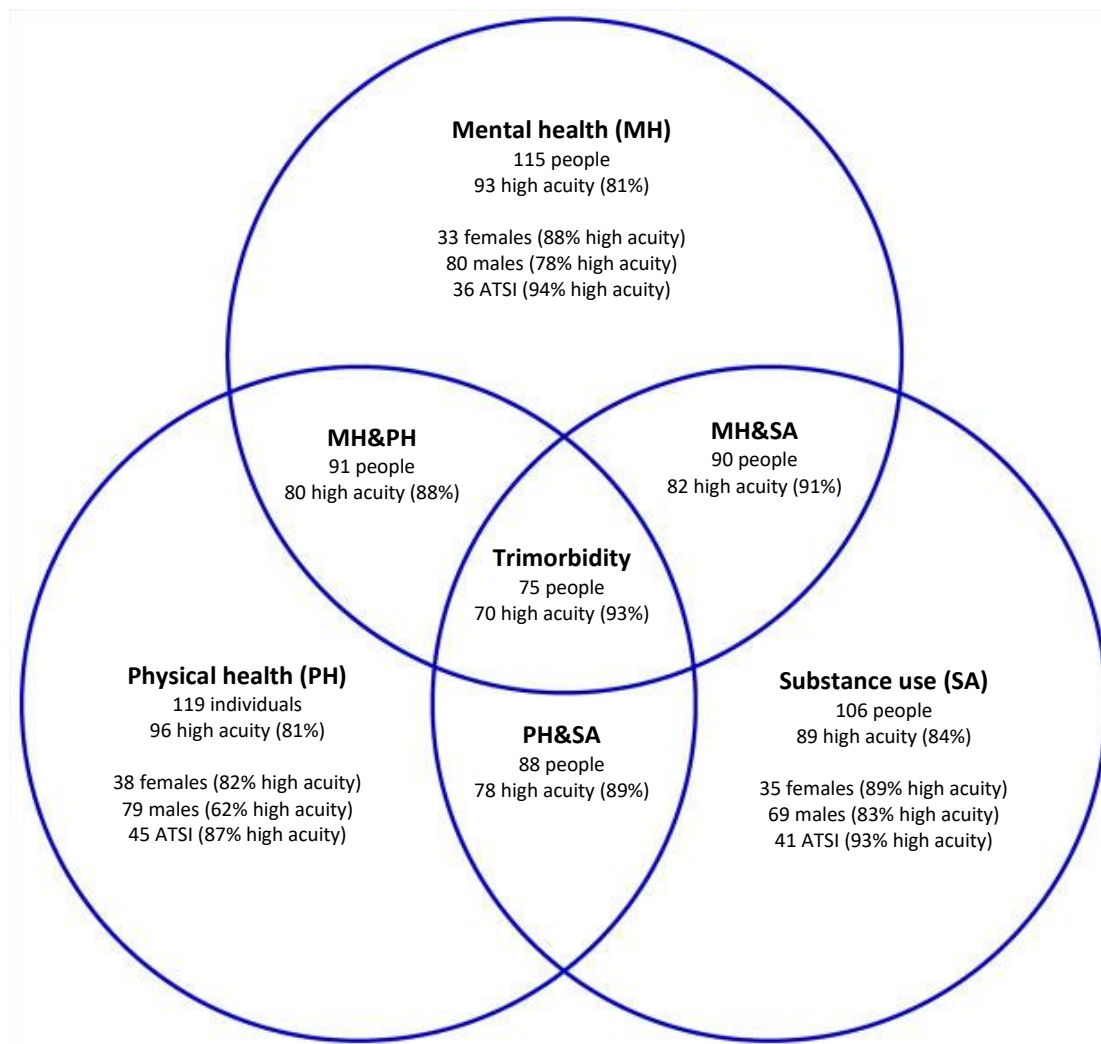 Mental health (MH)
115 people
93 high acuity (81%)
33 females (88% high acuity)
80 males (78% high acuity)
36 ATSI (94% high acuity)
MH&PH
91 people
80 high acuity (88%)
MH&SA
90 people
82 high acuity (91%)
Trimorbidity
75 people
70 high acuity (93%)
Physical health (PH)
119 individuals
96 high acuity (81%)
38 females (82% high acuity)
79 males (62% high acuity)
45 ATSI (87% high acuity)
PH&SA
88 people
78 high acuity (89%)
Substance use (SA)
106 people
89 high acuity (84%)
35 females (89% high acuity)
69 males (83% high acuity)
41 ATSI (93% high acuity)